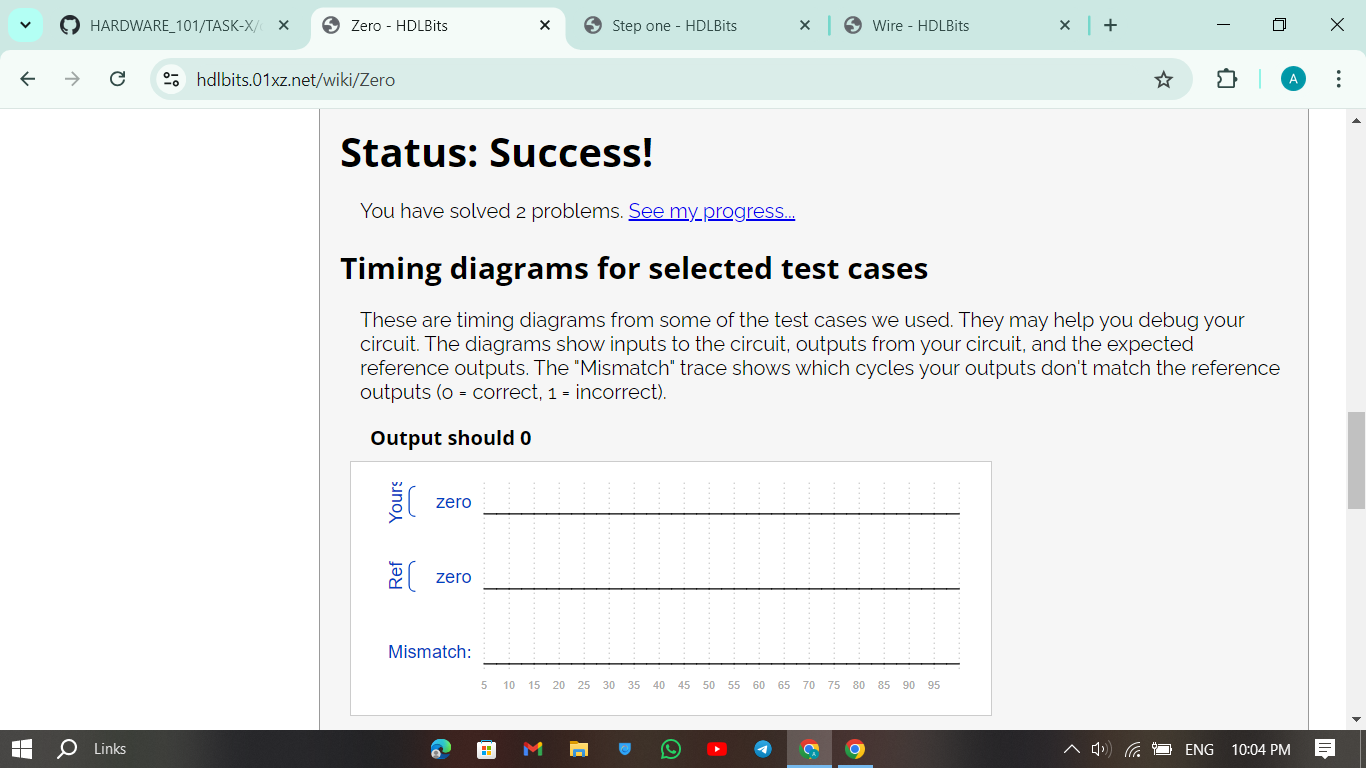 HARDWARE_101/TASK-X/
Zero - HDLBits
Step one - HDLBits
Wire - HDLBits
hdlbits.01xz.net/wiki/Zero
A
Status: Success!
You have solved 2 problems. See my progress...
Timing diagrams for selected test cases
These are timing diagrams from some of the test cases we used. They may help you debug your
circuit. The diagrams show inputs to the circuit, outputs from your circuit, and the expected
reference outputs. The "Mismatch" trace shows which cycles your outputs don't match the reference
outputs (0 = correct, 1 = incorrect).
Output should 0
Yours
zero
Ref
zero
Mismatch:
5 10 15 20 25 30 35 40 45 50 55 60 65 70 75 80 85 90 95
Links
ENG
10:04 PM